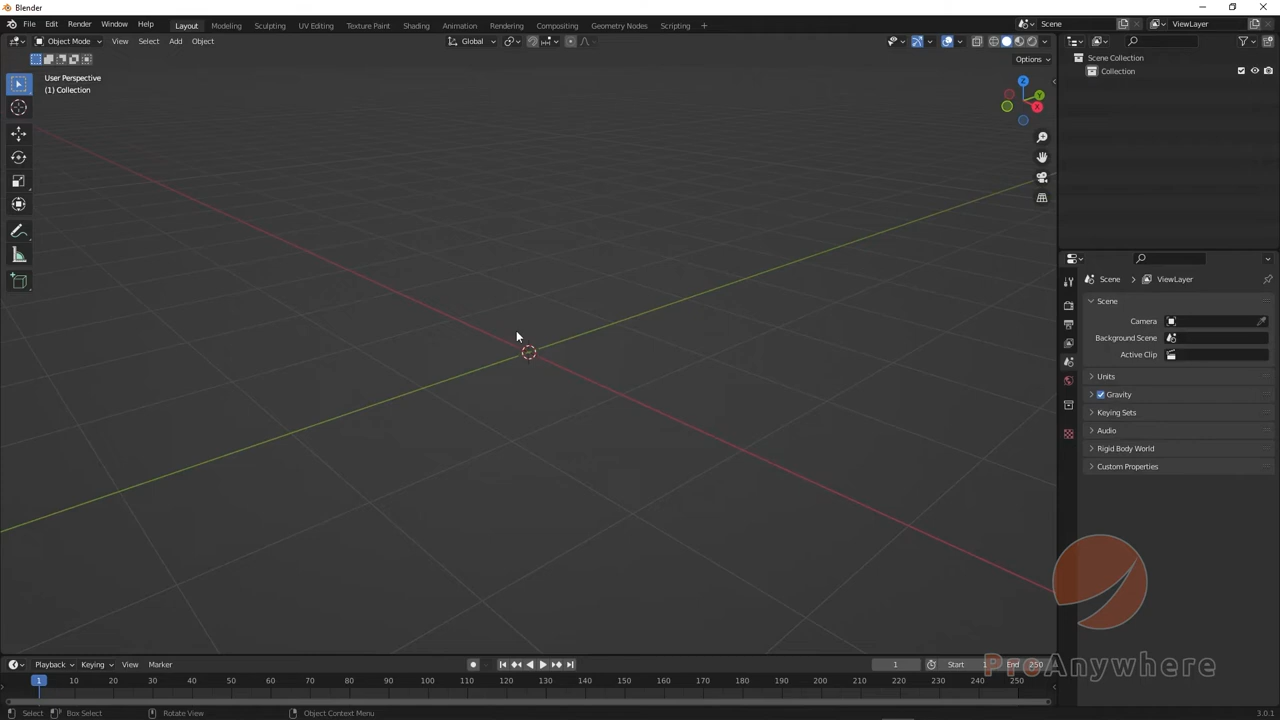 Blender
File Edit Render Window Help Layout Modeling Sculpting UV Editing Texture Paint Shading Animation Rendering Compositing Geometry Nodes Scripting + Scene ViewLayer
Object Mode View Select Add Object Global
Options
User Perspective
(1) Collection
Z
Y
X
Scene Collection
Collection
Scene > ViewLayer
Scene
Camera
Background Scene
Active Clip
Units
Gravity
Keying Sets
Audio
Rigid Body World
Custom Properties
ProAnywhere
Playback Keying View Marker 1 Start 1 End 250
1 10 20 30 40 50 60 70 80 90 100 110 120 130 140 150 160 170 180 190 200 210 220 230 240 250
Select Box Select Rotate View Object Context Menu 3.0.1